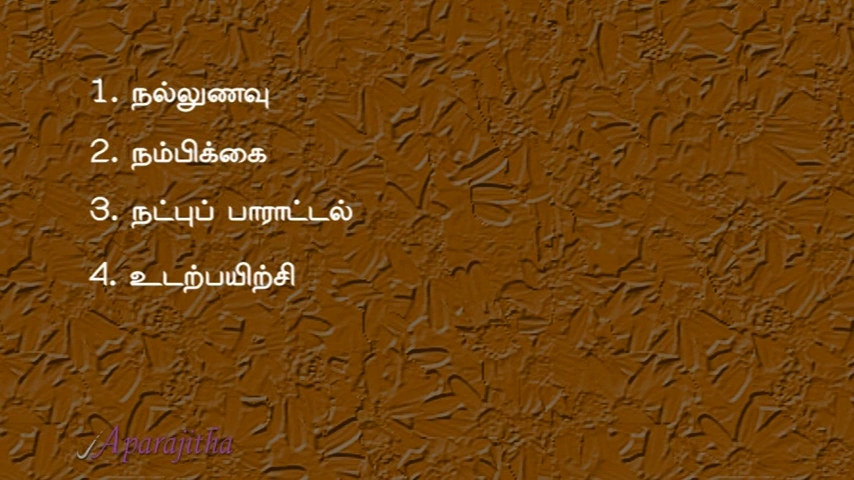 1. நல்லுணவு
2. நம்பிக்கை
3. நட்புப் பாராட்டல்
4. உடற்பயிற்சி
Aparajitha